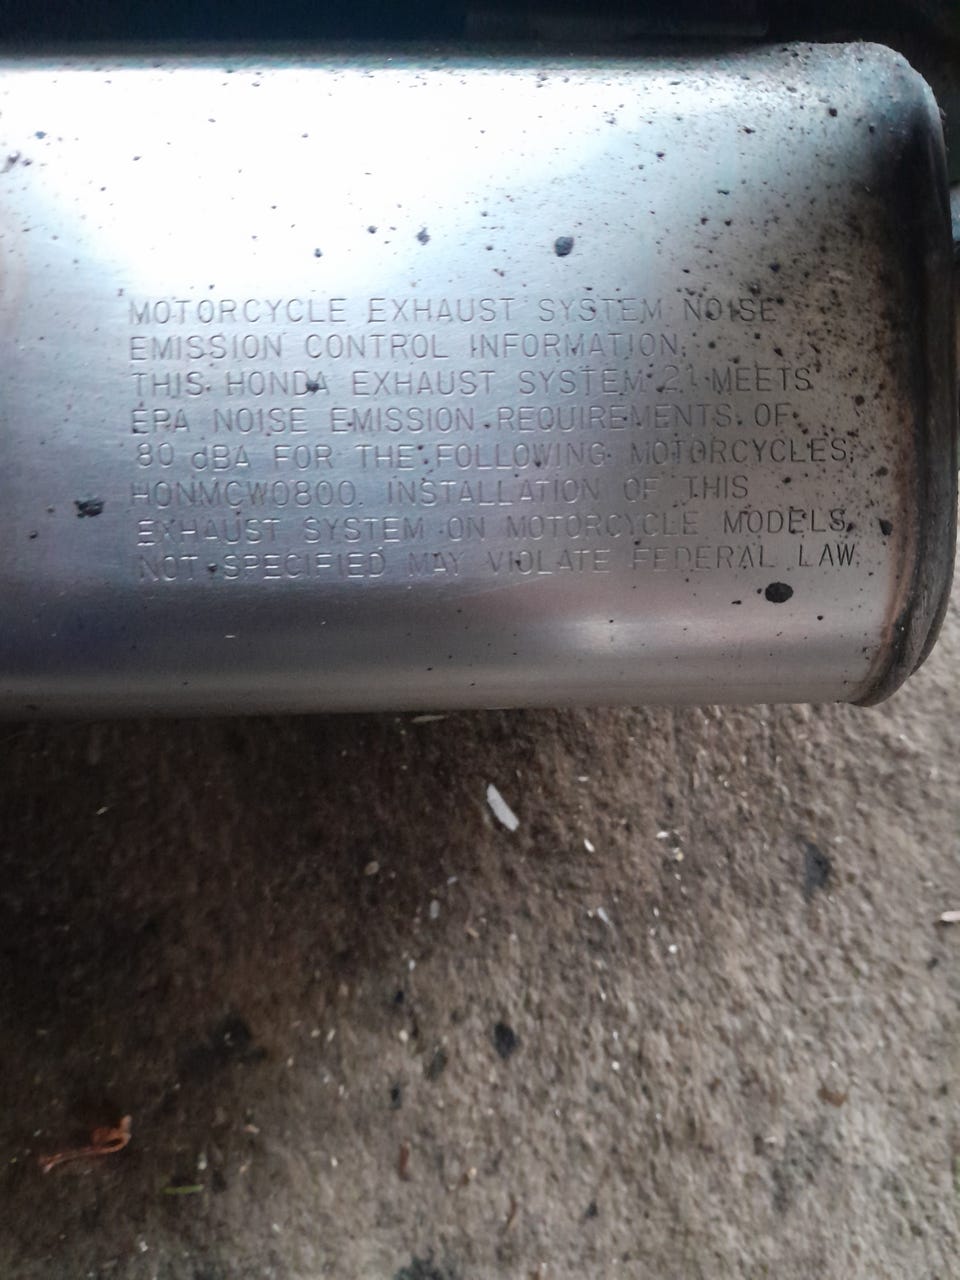 MOTORCYCLE EXHAUST SYSTEM NOISE
EMISSION CONTROL INFORMATION.
THIS HONDA EXHAUST SYSTEM 21 MEETS
EPA NOISE EMISSION REQUIREMENTS OF
80 dBA FOR THE FOLLOWING MOTORCYCLES;
HONMCW0800. INSTALLATION OF THIS
EXHAUST SYSTEM ON MOTORCYCLE MODELS
NOT SPECIFIED MAY VIOLATE FEDERAL LAW.